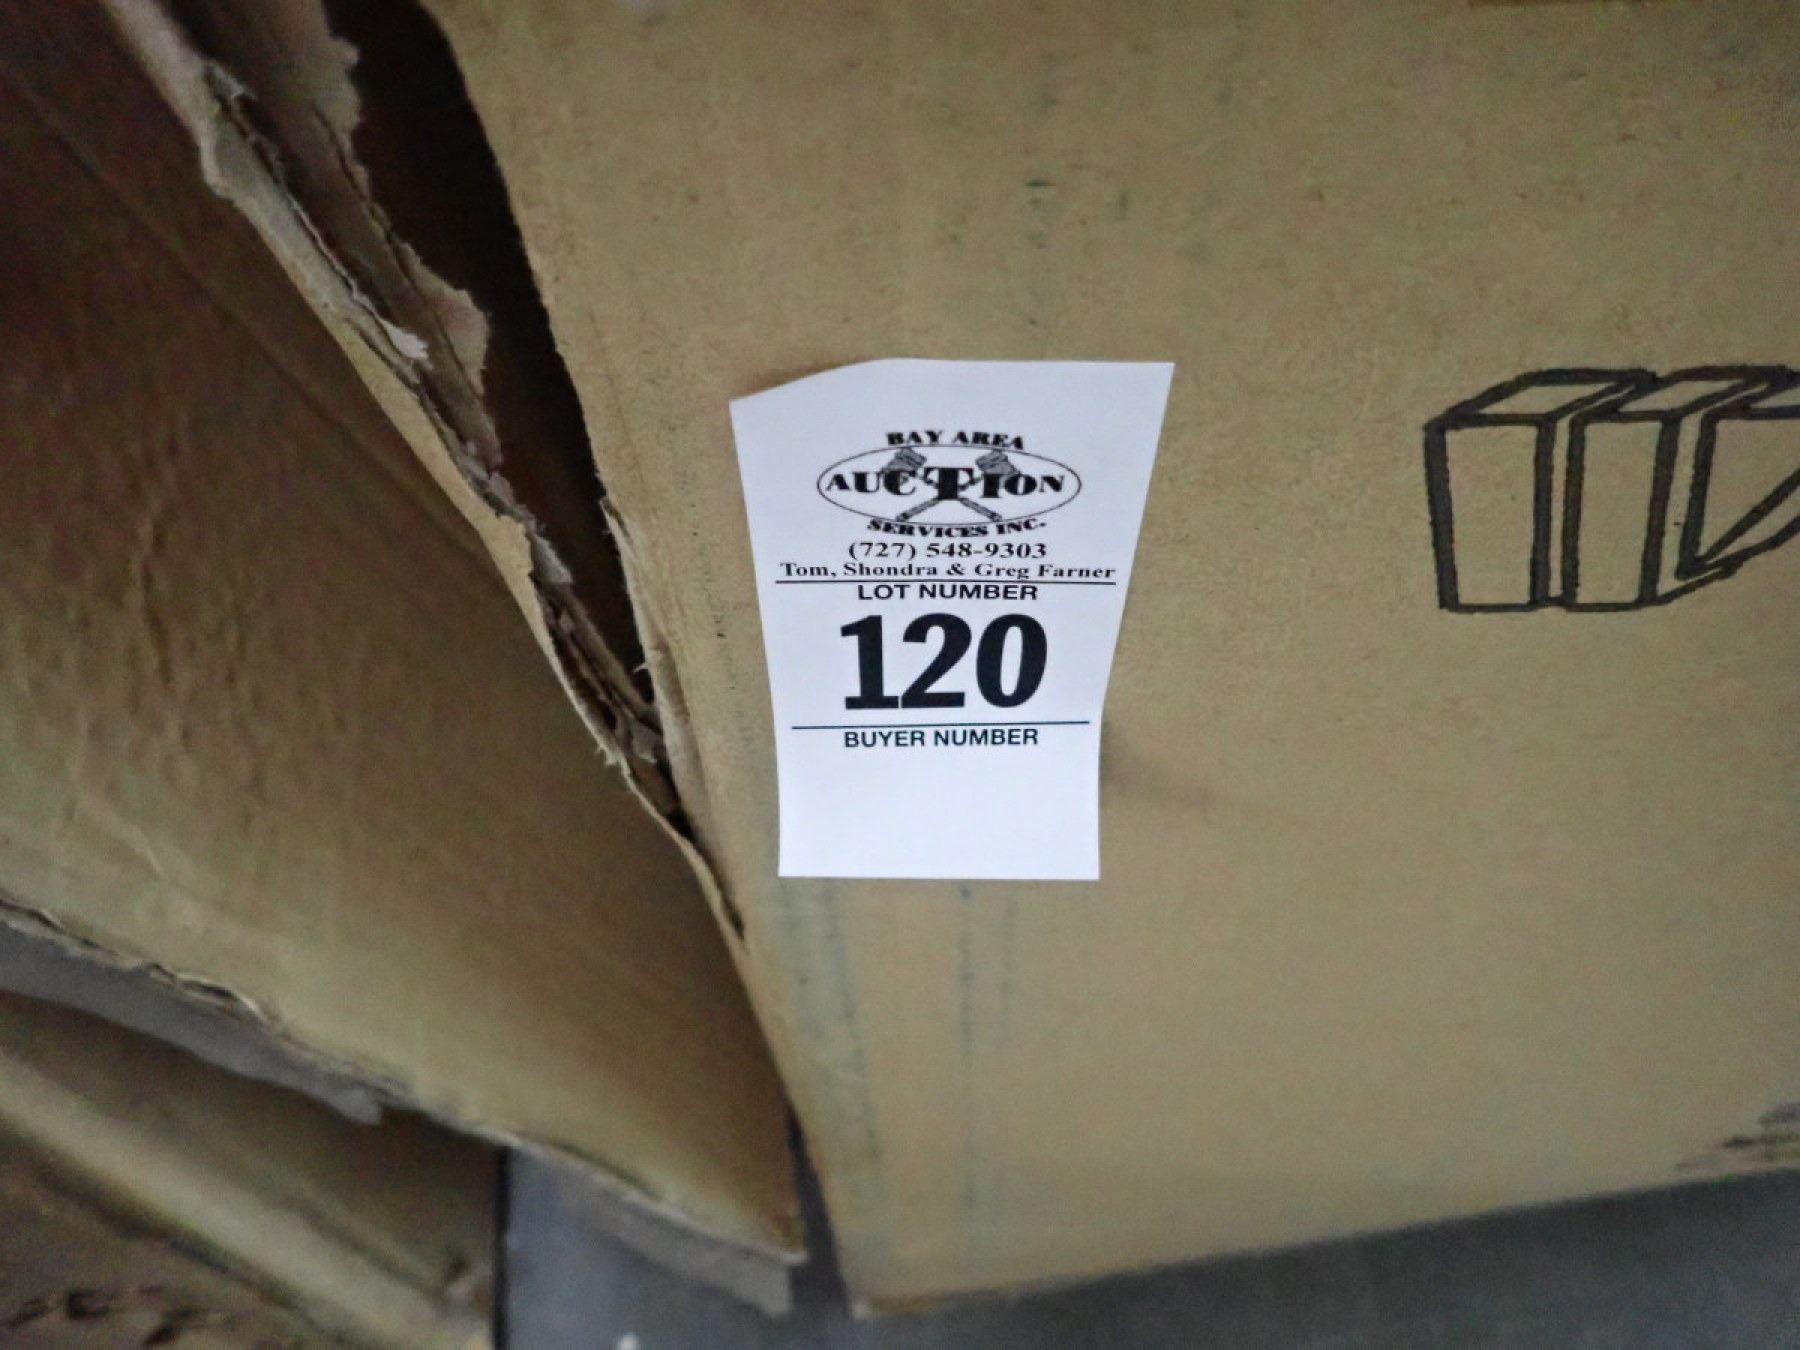 BAY AREA
AUCTION
SERVICES INC.
(727) 548-9303
Tom, Shondra & Greg Farner
LOT NUMBER
120
BUYER NUMBER